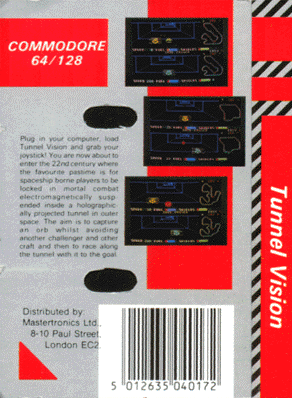 COMMODORE
64/128
Plug in your computer, load
Tunnel Vision and grab your
joystick! You are now about to
enter the 22nd century where
the favourite pastime is for
spaceship borne players to be
locked in mortal combat
electromagnetically susp-
ended inside a holographic-
ally projected tunnel in outer
space. The aim is to capture
an orb whilst avoiding
another challenger and other
craft and then to race along
the tunnel with it to the goal.
Distributed by
Mastertronics Ltd.,
8-10 Paul Street,
London EC2
5 012635 040172
Tunnel Vision